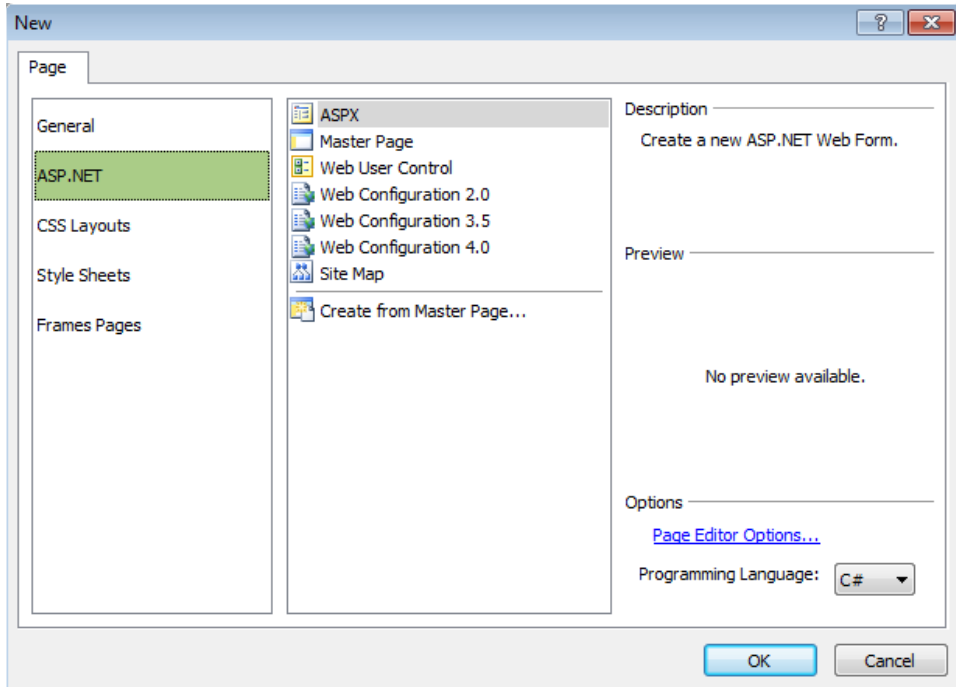 New
Page
General
ASP.NET
CSS Layouts
Style Sheets
Frames Pages
ASPX
Master Page
Web User Control
Web Configuration 2.0
Web Configuration 3.5
Web Configuration 4.0
Site Map
Create from Master Page...
Description
Create a new ASP.NET Web Form.
Preview
No preview available.
Options
Page Editor Options...
Programming Language: C#
OK Cancel